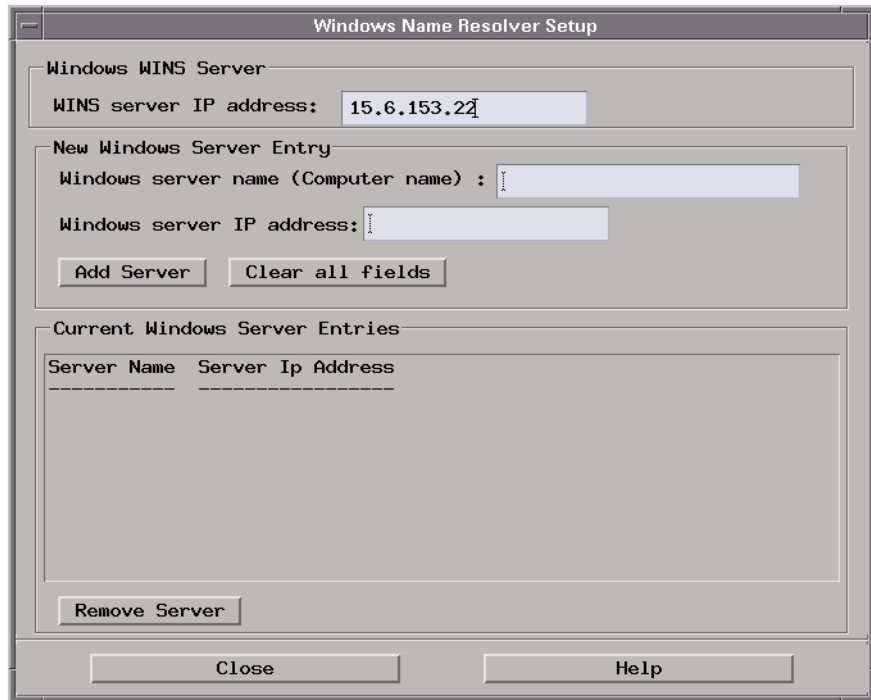 Windows Name Resolver Setup
Windows WINS Server
WINS server IP address: 15.6.153.22
New Windows Server Entry
Windows server name (Computer name) :
Windows server IP address:
Add Server Clear all fields
Current Windows Server Entries
Server Name Server Ip Address
----------- -----------------
Remove Server
Close Help